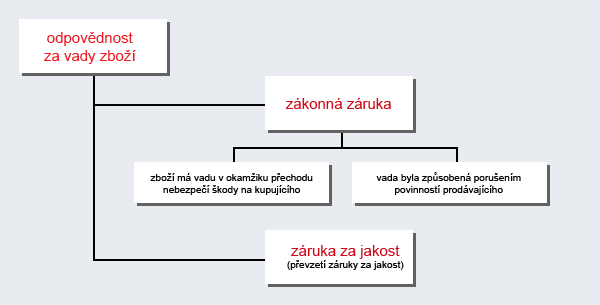 odpovědnost
za vady zboží
zákonná záruka
zboží má vadu v okamžiku přechodu
nebezpečí škody na kupujícího
vada byla způsobená porušením
povinností prodávajícího
záruka za jakost
(převzetí záruky za jakost)